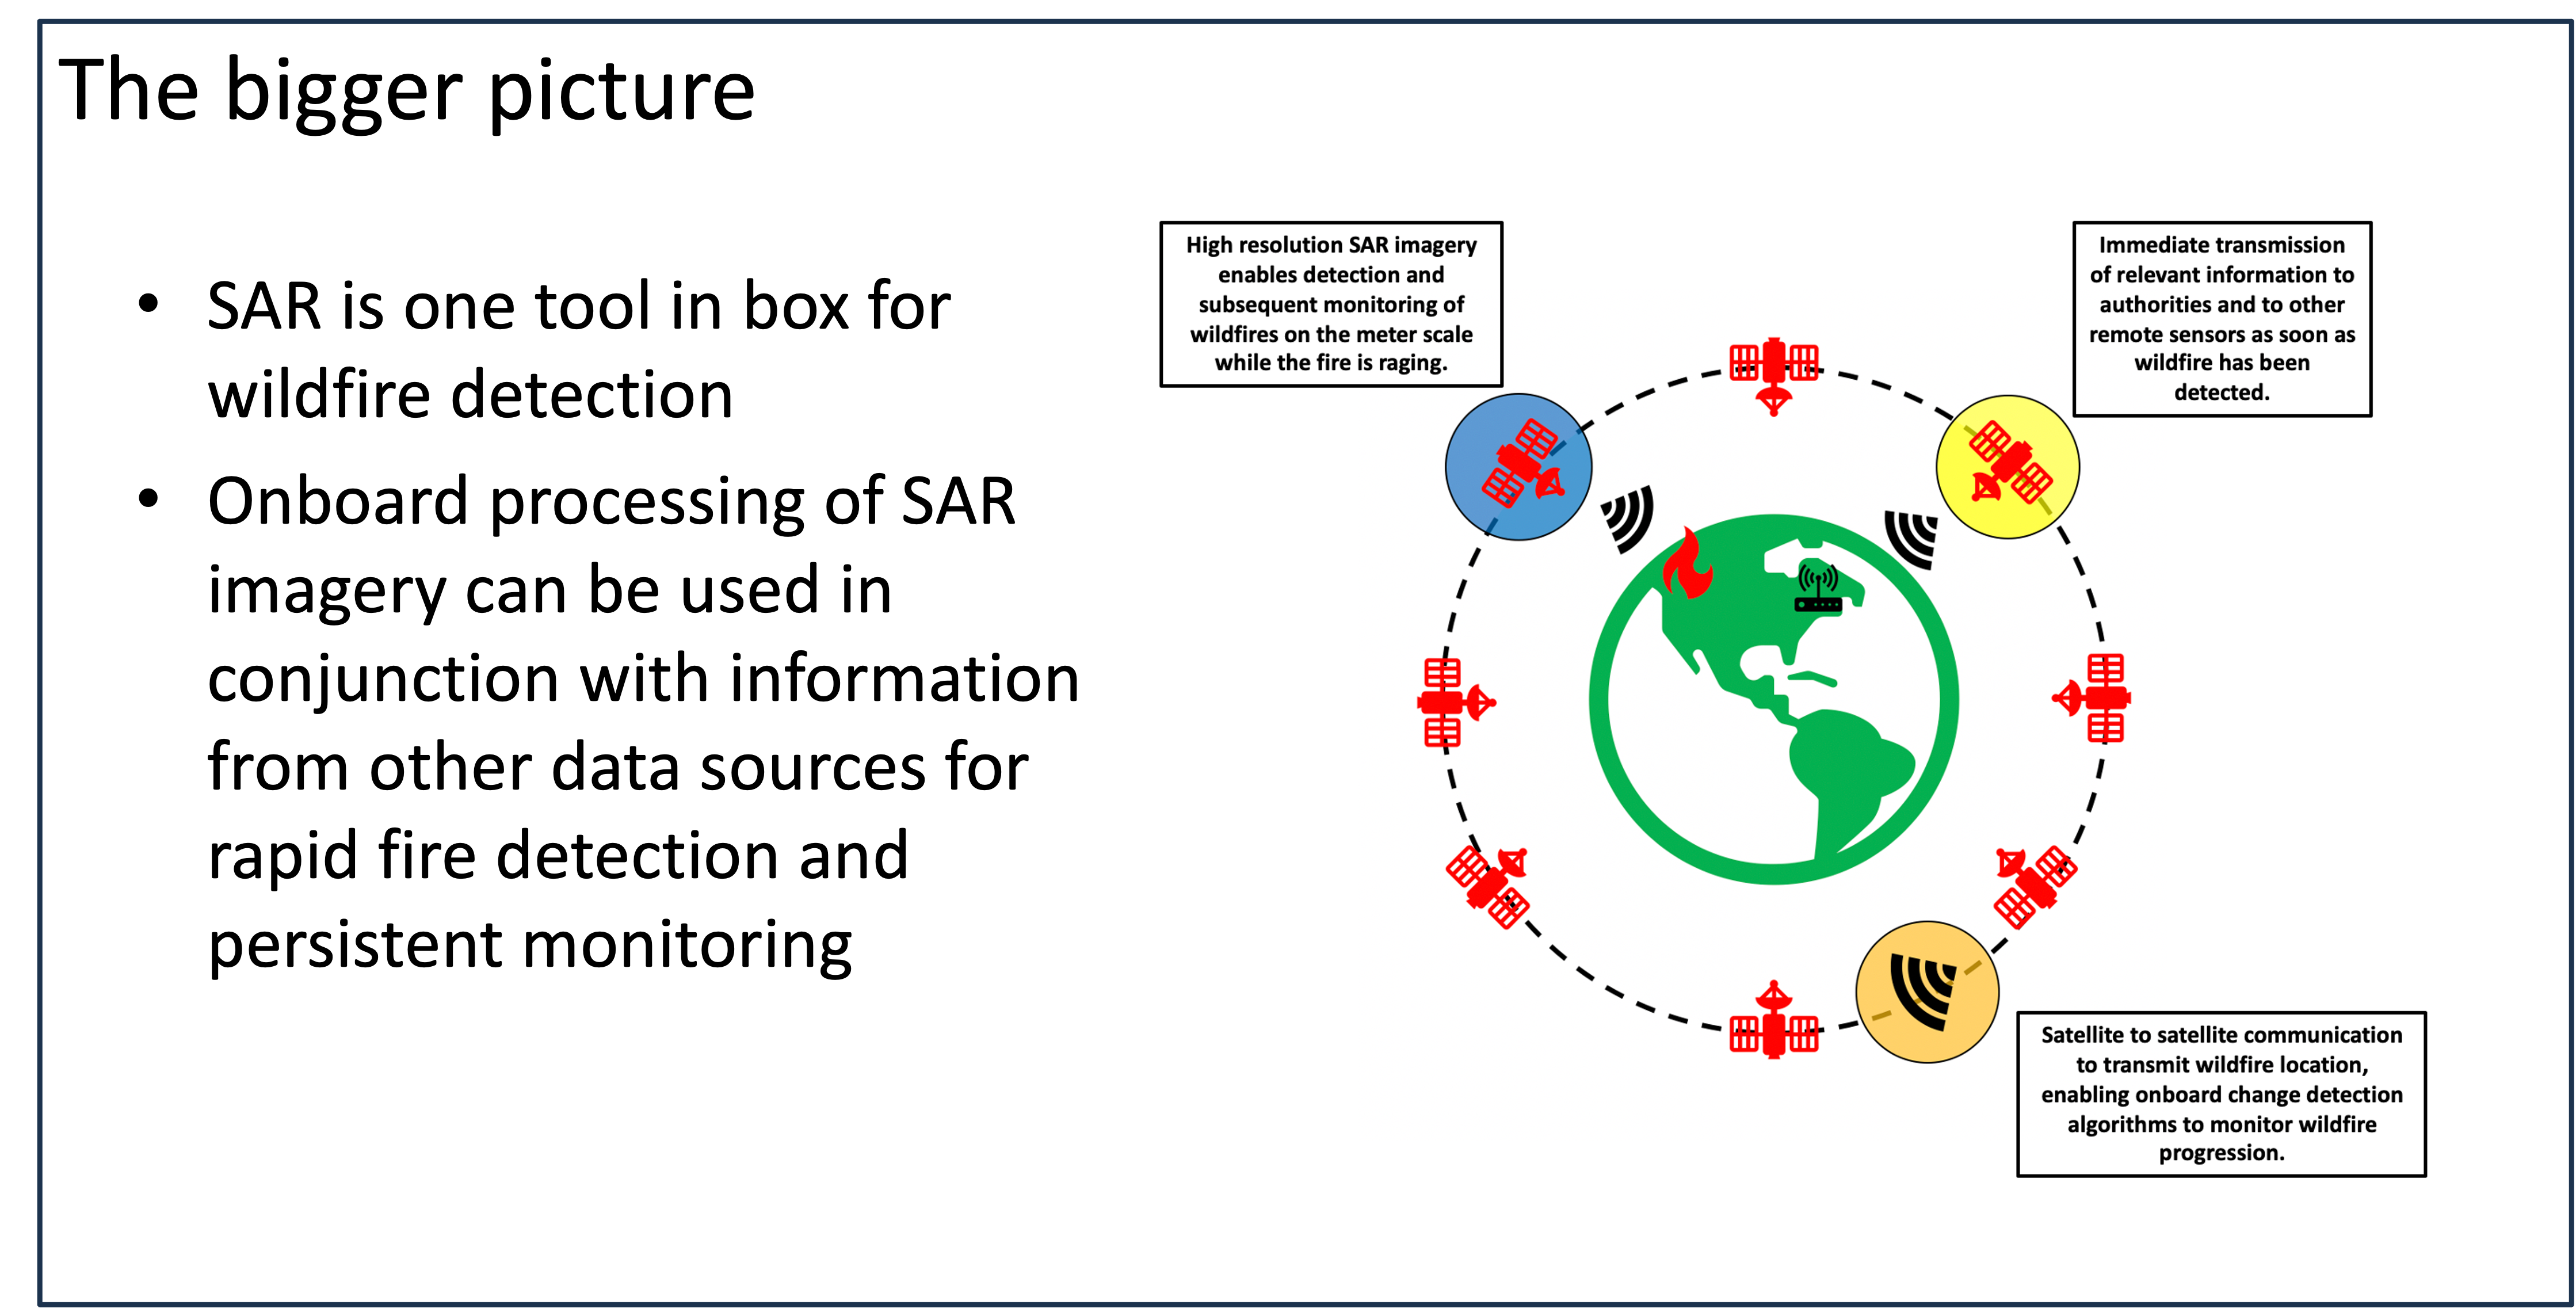 The bigger picture
• SAR is one tool in box for
wildfire detection
• Onboard processing of SAR
imagery can be used in
conjunction with information
from other data sources for
rapid fire detection and
persistent monitoring
High resolution SAR imagery
enables detection and
subsequent monitoring of
wildfires on the meter scale
while the fire is raging.
Immediate transmission
of relevant information to
authorities and to other
remote sensors as soon as
wildfire has been
detected.
Satellite to satellite communication
to transmit wildfire location,
enabling onboard change detection
algorithms to monitor wildfire
progression.